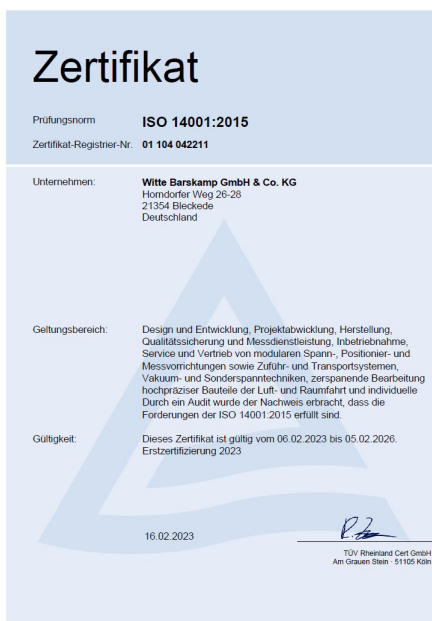 Zertifikat
Prüfungsnorm ISO 14001:2015
Zertifikat-Registrier-Nr. 01 104 042211
Unternehmen: Witte Barskamp GmbH & Co. KG
Horndorfer Weg 26-28
21354 Bleckede
Deutschland
Geltungsbereich: Design und Entwicklung, Projektabwicklung, Herstellung,
Qualitätssicherung und Messdienstleistung, Inbetriebnahme,
Service und Vertrieb von modularen Spann-, Positionier- und
Messvorrichtungen sowie Zuführ- und Transportsystemen,
Vakuum- und Sonderspanntechniken, zerspanende Bearbeitung
hochpräziser Bauteile der Luft- und Raumfahrt und individuelle
Durch ein Audit wurde der Nachweis erbracht, dass die
Forderungen der ISO 14001:2015 erfüllt sind.
Gültigkeit: Dieses Zertifikat ist gültig vom 06.02.2023 bis 05.02.2026.
Erstzertifizierung 2023
16.02.2023
TÜV Rheinland Cert GmbH
Am Grauen Stein · 51105 Köln